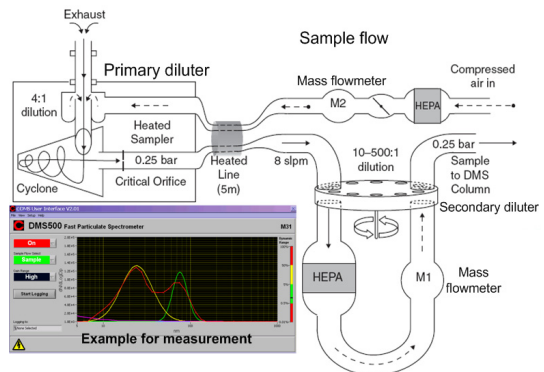 Exhaust
Sample flow
Primary diluter
Mass flowmeter
Compressed
air in
4:1
dilution
M2
HEPA
Heated
Sampler
0.25 bar
Cyclone
Critical Orifice
Heated
Line
(5m)
8 slpm
10–500:1
dilution
0.25 bar
Sample
to DMS
Column
Secondary diluter
HEPA
M1
Mass
flowmeter
DMS500 Fast Particulate Spectrometer
M31
On
Sample
High
Start Logging
Example for measurement